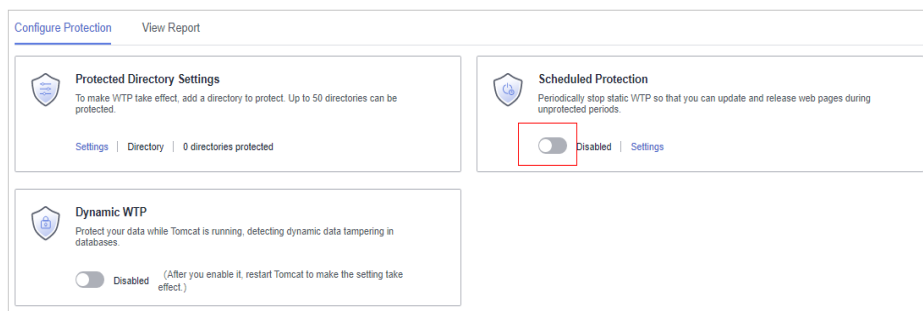 Configure Protection View Report
Protected Directory Settings
To make WTP take effect, add a directory to protect. Up to 50 directories can be
protected.
Settings | Directory | 0 directories protected
Scheduled Protection
Periodically stop static WTP so that you can update and release web pages during
unprotected periods.
Disabled | Settings
Dynamic WTP
Protect your data while Tomcat is running, detecting dynamic data tampering in
databases.
Disabled (After you enable it, restart Tomcat to make the setting take
effect.)